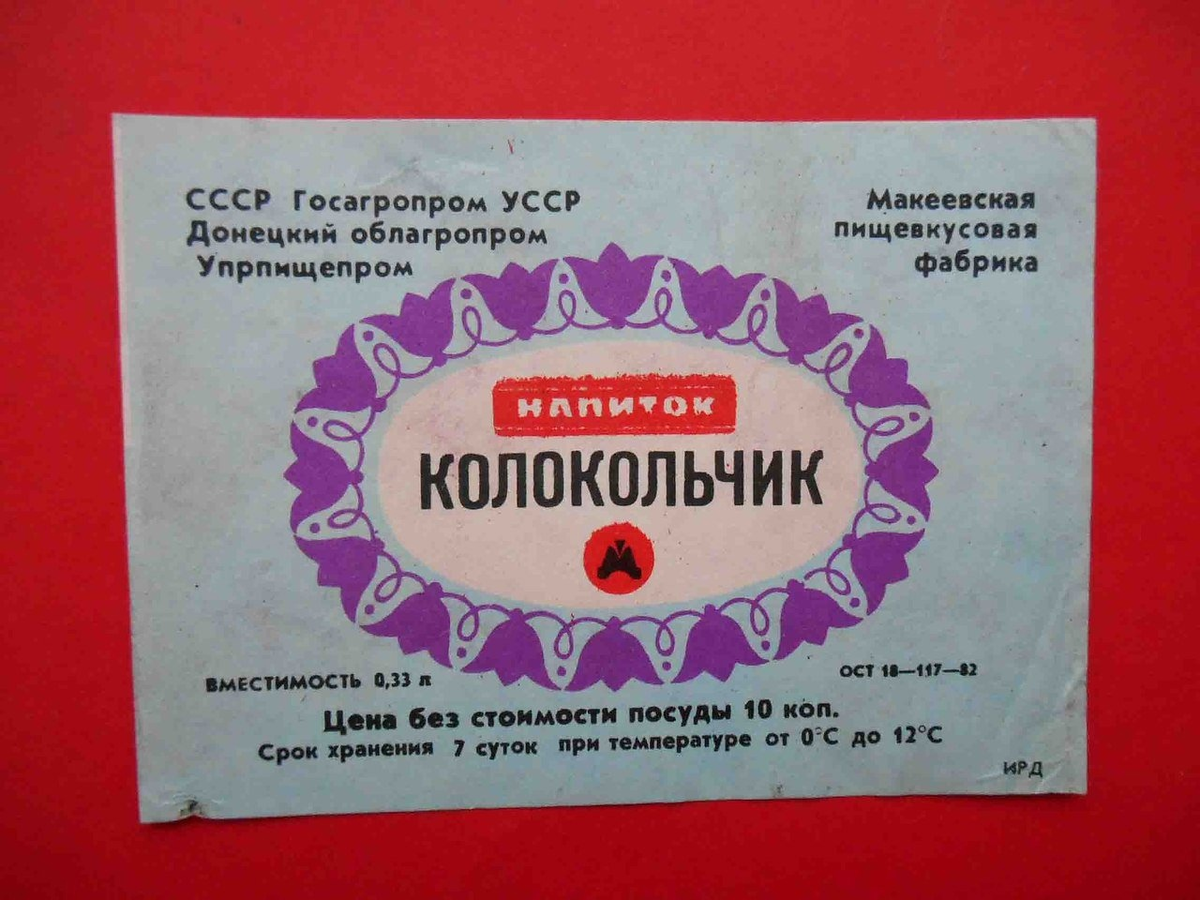 СССР Госагропром УССР
Донецкий облагропром
Упрпищепром
Макеевская
пищевкусовая
фабрика
НАПИТОК
КОЛОКОЛЬЧИК
ВМЕСТИМОСТЬ 0,33 л
ОСТ 18—117—82
Цена без стоимости посуды 10 коп.
Срок хранения 7 суток при температуре от 0°С до 12°С
ИРД